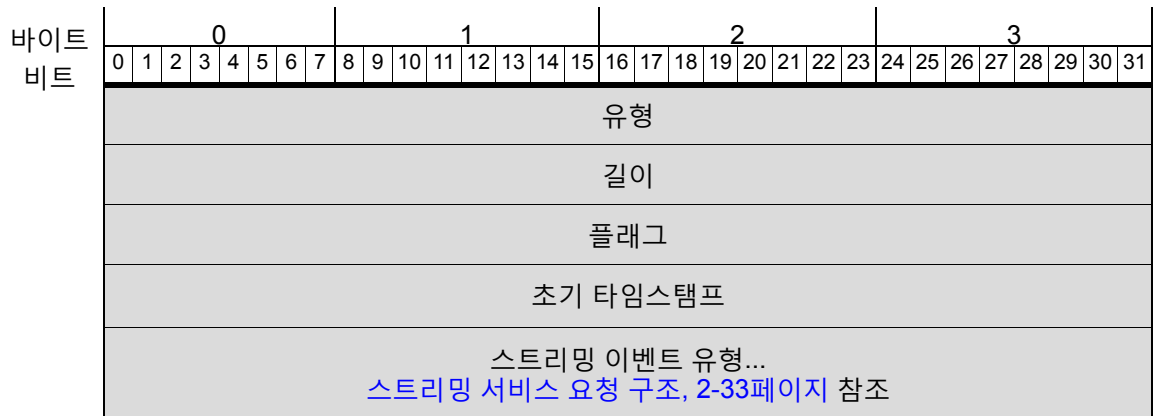 바이트 0 1 2 3
비트 0 1 2 3 4 5 6 7 8 9 10 11 12 13 14 15 16 17 18 19 20 21 22 23 24 25 26 27 28 29 30 31
유형
길이
플래그
초기 타임스탬프
스트리밍 이벤트 유형...
스트리밍 서비스 요청 구조, 2-33페이지 참조